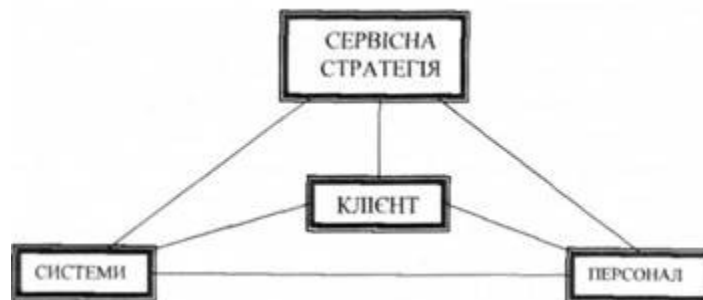 СЕРВІСНА
СТРАТЕГІЯ
КЛІЄНТ
СИСТЕМИ
ПЕРСОНАЛ